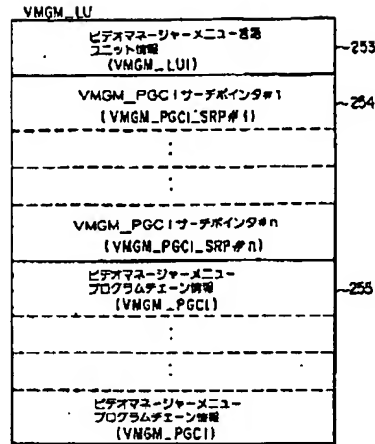 VMGM_LU
ビデオマネージャーメニュー言語
ユニット情報
(VMGM_LUI)
253
VMGM_PGCIサーチポインタ#1
(VMGM_PGCI_SRP#1)
254
VMGM_PGCIサーチポインタ#n
(VMGM_PGCI_SRP#n)
ビデオマネージャーメニュー
プログラムチェーン情報
(VMGM_PGCI)
255
ビデオマネージャーメニュー
プログラムチェーン情報
(VMGM_PGCI)